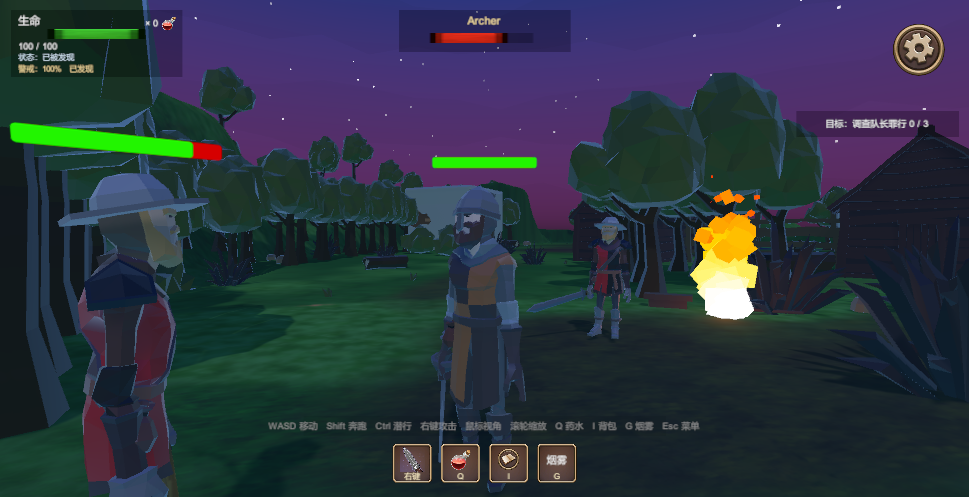 生命
× 0
100 / 100
状态: 已被发现
警戒: 100% 已发现
Archer
目标: 调查队长罪行 0 / 3
WASD 移动 Shift 奔跑 Ctrl 潜行 右键攻击 鼠标视角 滚轮缩放 Q 药水 I 背包 G 烟雾 Esc 菜单
右键
Q
I
烟雾
G